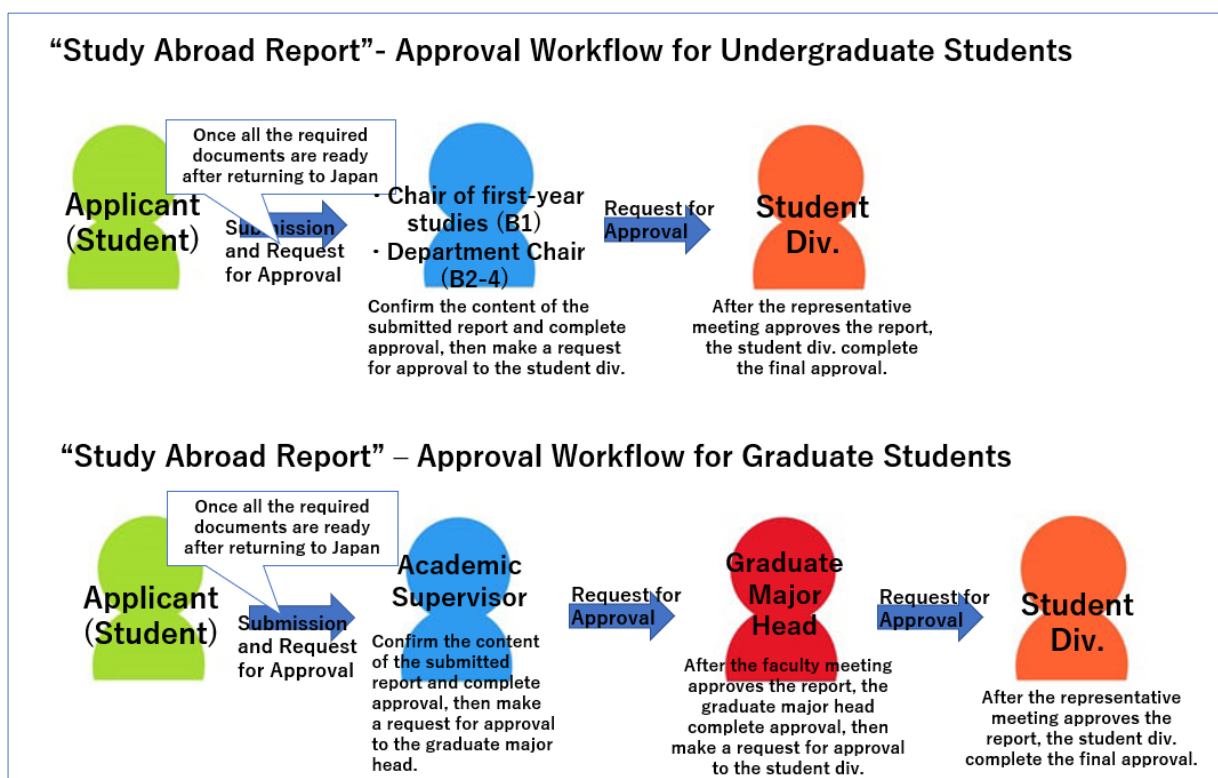 “Study Abroad Report”- Approval Workflow for Undergraduate Students
Once all the required
documents are ready
after returning to Japan
Applicant
(Student)
Submission
and Request
for Approval
・Chair of first-year
studies (B1)
・Department Chair
(B2-4)
Confirm the content of the
submitted report and complete
approval, then make a request
for approval to the student div.
Request for
Approval
Student
Div.
After the representative
meeting approves the report,
the student div. complete
the final approval.
“Study Abroad Report” – Approval Workflow for Graduate Students
Once all the required
documents are ready
after returning to Japan
Applicant
(Student)
Submission
and Request
for Approval
Academic
Supervisor
Confirm the content
of the submitted
report and complete
approval, then make
a request for approval
to the graduate major
head.
Request for
Approval
Graduate
Major
Head
After the faculty meeting
approves the report, the
graduate major head
complete approval, then
make a request for approval
to the student div.
Request for
Approval
Student
Div.
After the representative
meeting approves the
report, the student div.
complete the final approval.